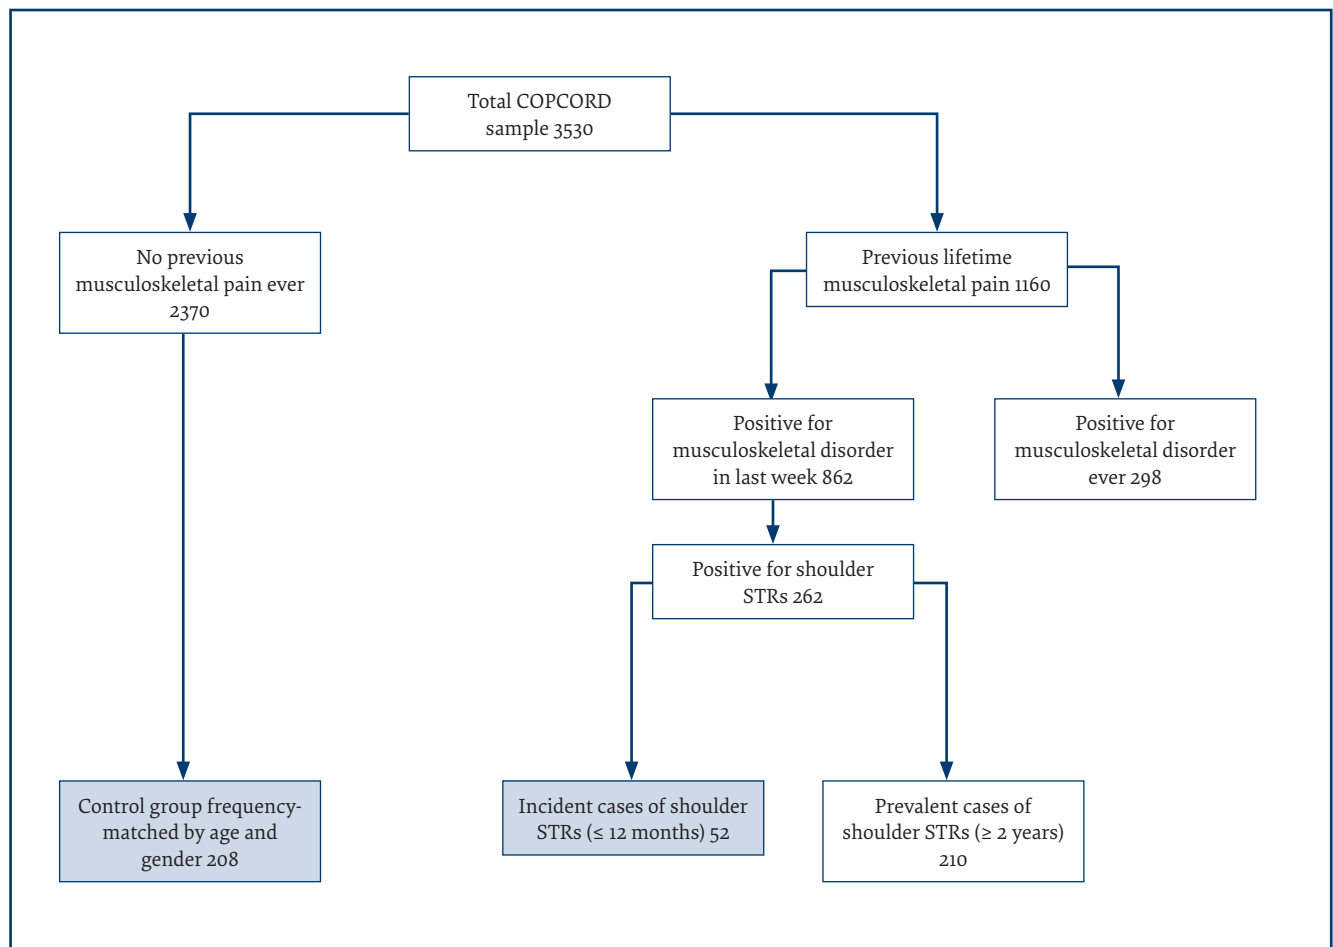 Total COPCORD
sample 3530
No previous
musculoskeletal pain ever
2370
Previous lifetime
musculoskeletal pain 1160
Positive for
musculoskeletal disorder
in last week 862
Positive for
musculoskeletal disorder
ever 298
Positive for shoulder
STRs 262
Control group frequency-
matched by age and
gender 208
Incident cases of shoulder
STRs (≤ 12 months) 52
Prevalent cases of
shoulder STRs (≥ 2 years)
210